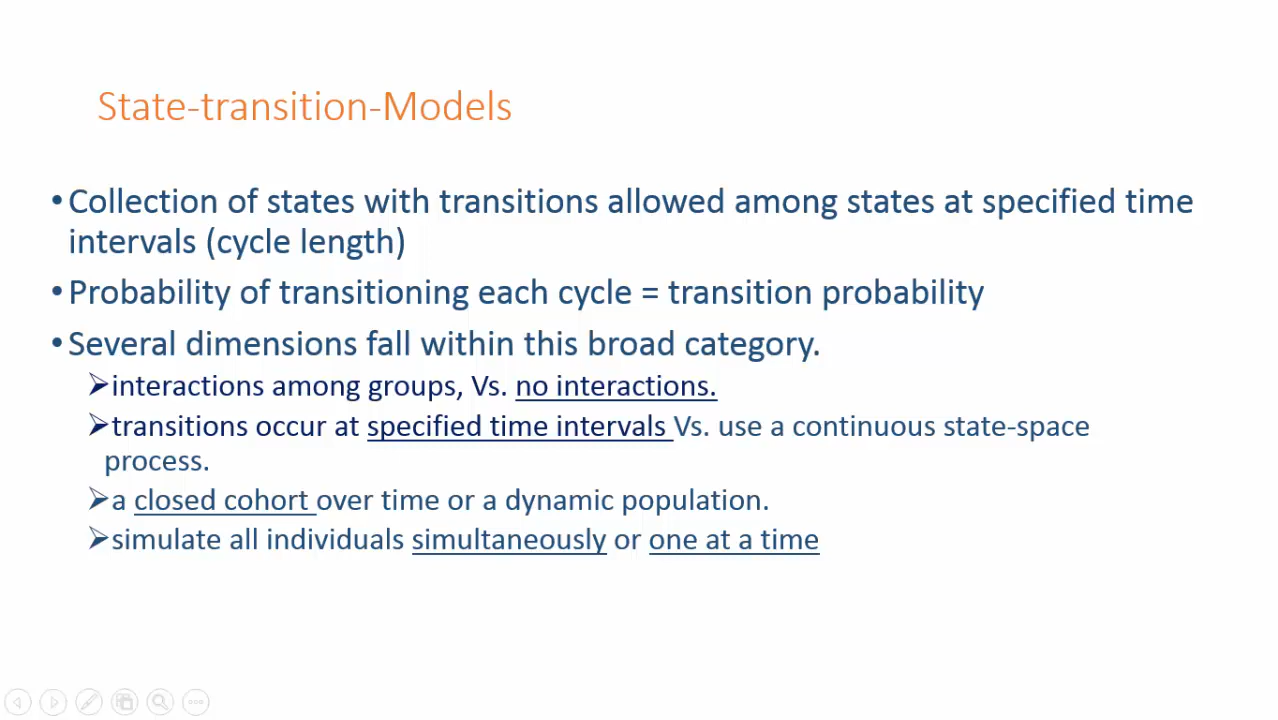 State-transition-Models
•Collection of states with transitions allowed among states at specified time
intervals (cycle length)
•Probability of transitioning each cycle = transition probability
•Several dimensions fall within this broad category.
➢interactions among groups, Vs. no interactions.
➢transitions occur at specified time intervals Vs. use a continuous state-space
process.
➢a closed cohort over time or a dynamic population.
➢simulate all individuals simultaneously or one at a time